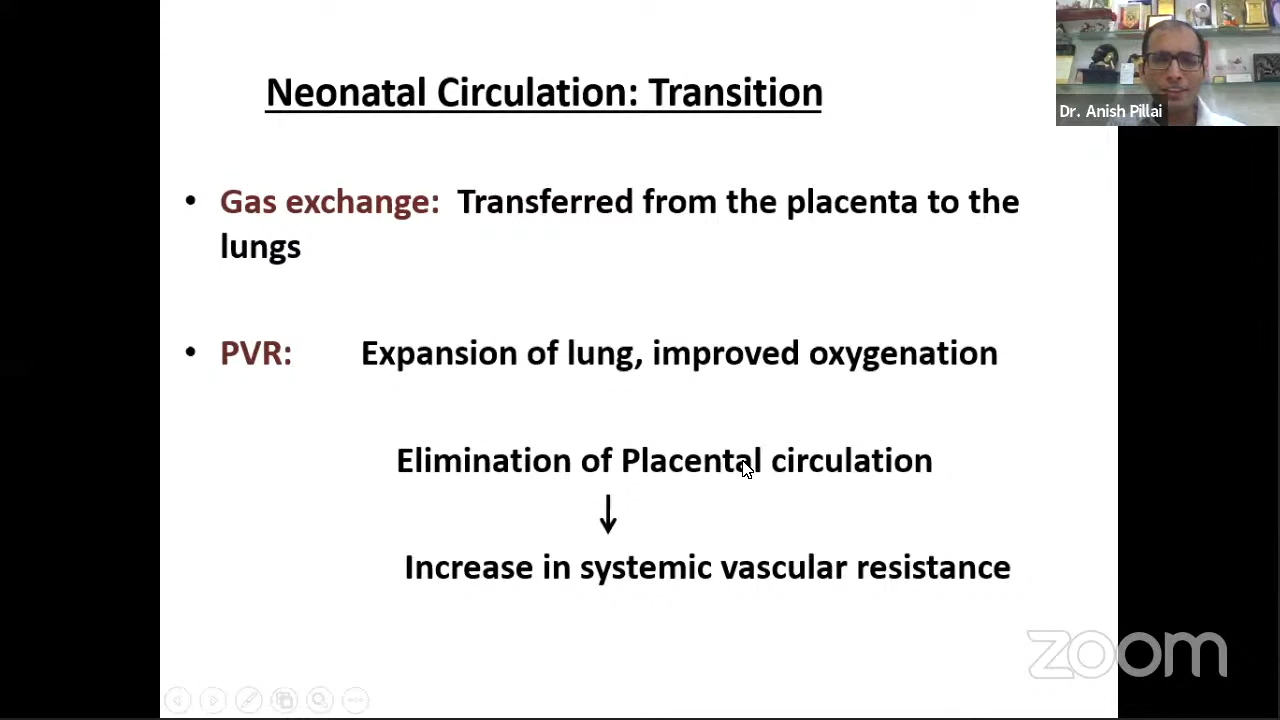 Neonatal Circulation: Transition
Dr. Anish Pillai
• Gas exchange: Transferred from the placenta to the
lungs
• PVR: Expansion of lung, improved oxygenation
Elimination of Placental circulation
↓
Increase in systemic vascular resistance
zoom